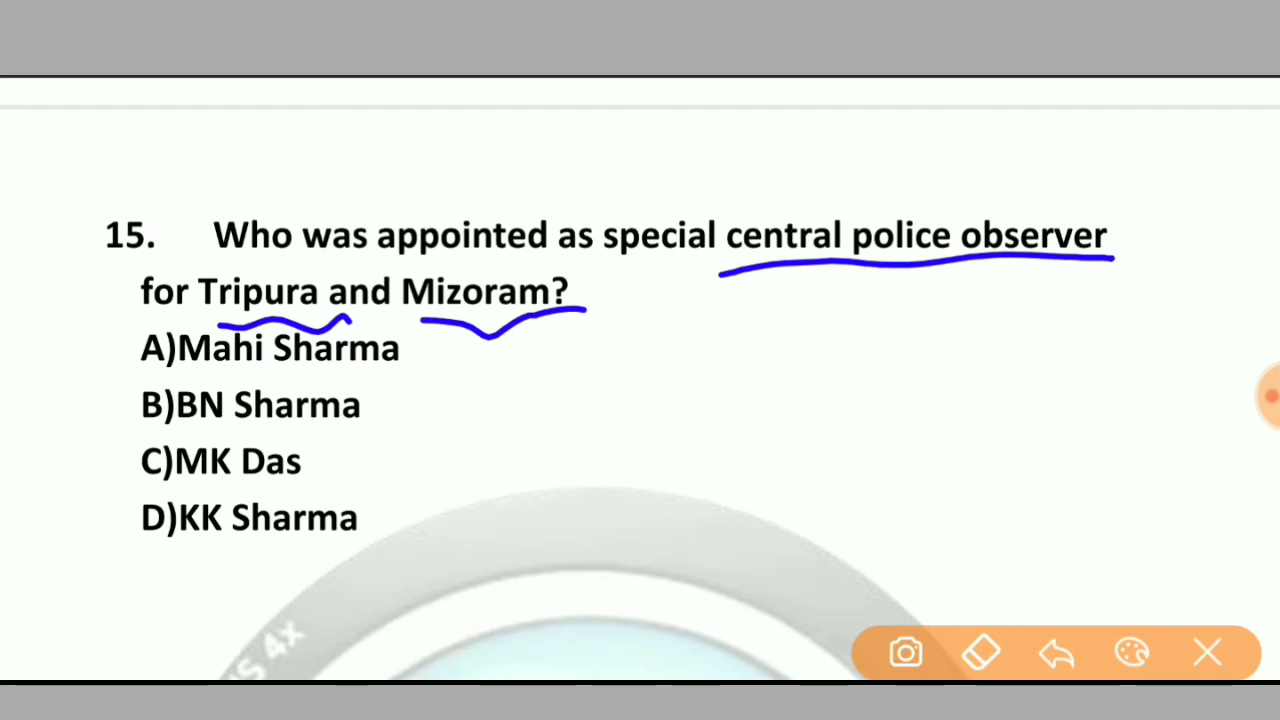 15. Who was appointed as special central police observer
for Tripura and Mizoram?
A)Mahi Sharma
B)BN Sharma
C)MK Das
D)KK Sharma
S 4x